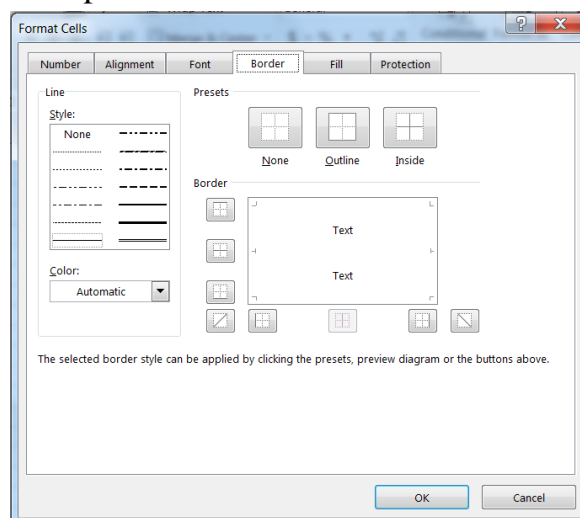 Format Cells
Number Alignment Font Border Fill Protection
Line
Style:
None
Color:
Automatic
Presets
None Outline Inside
Border
Text
Text
The selected border style can be applied by clicking the presets, preview diagram or the buttons above.
OK Cancel